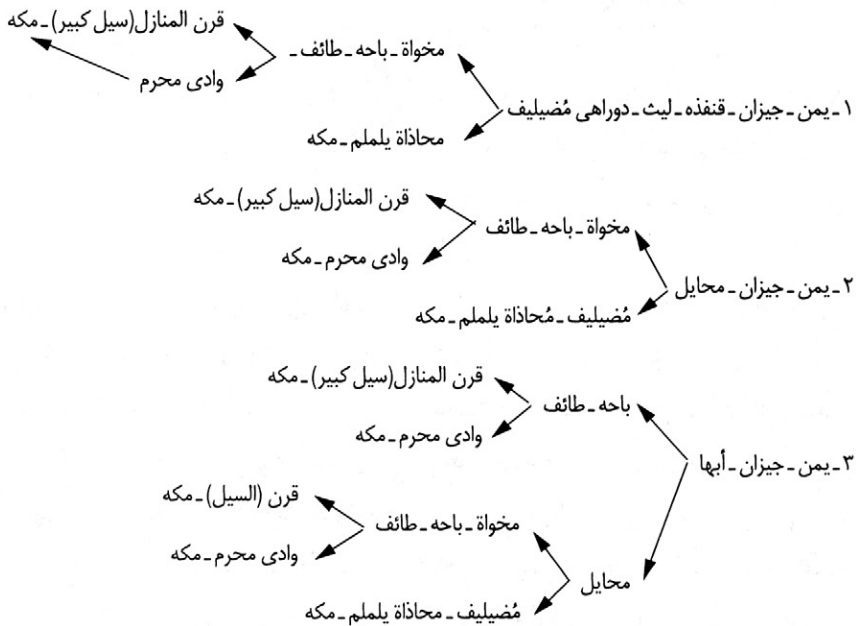 ۱ـ یمن ـ جیزان ـ قنفذه ـ لیث ـ دوراهی مُضیلیف
مخواة ـ باحه ـ طائف ـ
قرن المنازل(سیل کبیر) ـ مکه
وادی محرم
محاذاة یلملم ـ مکه
۲ـ یمن ـ جیزان ـ محایل
مخواة ـ باحه ـ طائف
قرن المنازل(سیل کبیر) ـ مکه
وادی محرم ـ مکه
مُضیلیف ـ مُحاذاة یلملم ـ مکه
۳ـ یمن ـ جیزان ـ أبها
باحه ـ طائف
قرن المنازل(سیل کبیر) ـ مکه
وادی محرم ـ مکه
محایل
مخواة ـ باحه ـ طائف
قرن (السیل) ـ مکه
وادی محرم ـ مکه
مُضیلیف ـ محاذاة یلملم ـ مکه